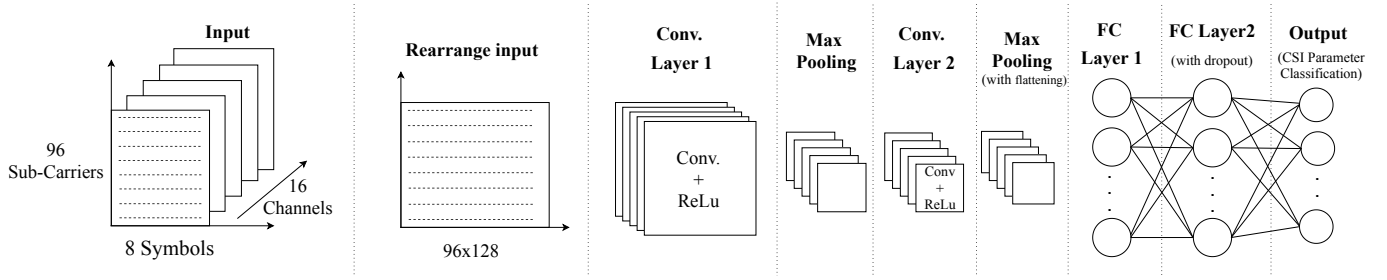 Input
96
Sub-Carriers
16
Channels
8 Symbols
Rearrange input
96x128
Conv.
Layer 1
Conv.
+
ReLu
Max
Pooling
Conv.
Layer 2
Conv
+
ReLu
Max
Pooling
(with flattening)
FC
Layer 1
FC Layer2
(with dropout)
Output
(CSI Parameter
Classification)